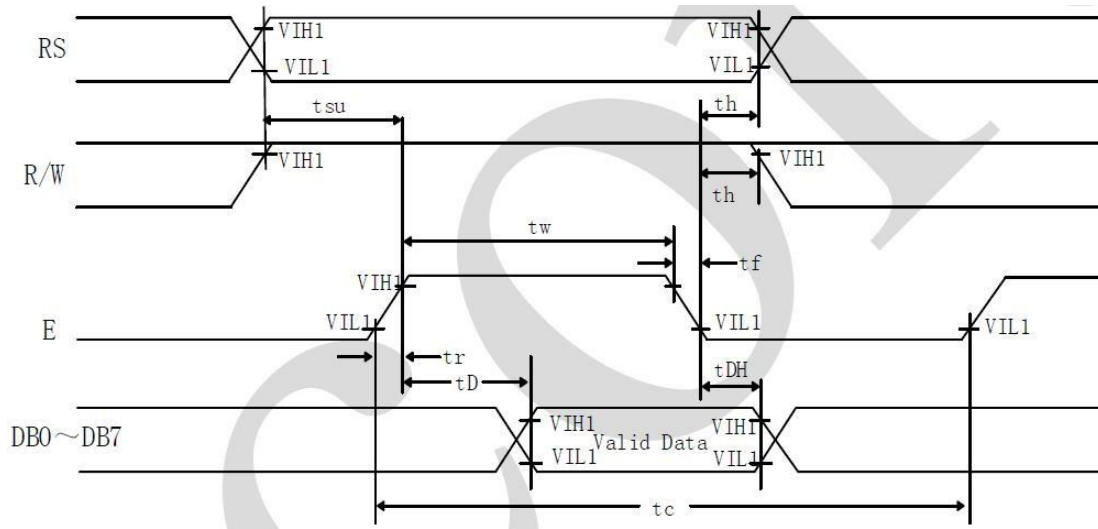 RS
VIH1
VIL1
VIH1
VIL1
tsu
th
R/W
VIH1
VIH1
th
tw
tf
VIH1
E
VIL1
VIL1
VIL1
tr
tD
tDH
DB0～DB7
VIH1
VIH1
Valid Data
VIL1
VIL1
tc